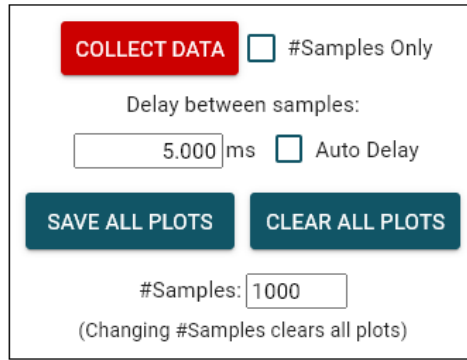 COLLECT DATA #Samples Only
Delay between samples:
5.000 ms Auto Delay
SAVE ALL PLOTS CLEAR ALL PLOTS
#Samples: 1000
(Changing #Samples clears all plots)